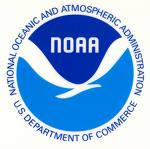 NATIONAL OCEANIC AND ATMOSPHERIC ADMINISTRATION
NOAA
U.S. DEPARTMENT OF COMMERCE